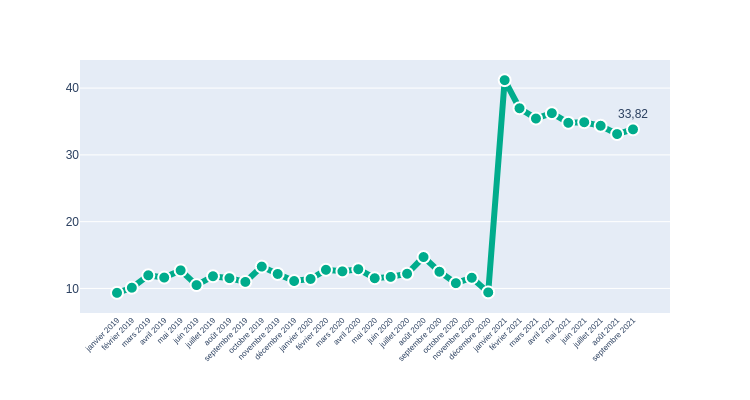 40
30
20
10
33,82
janvier 2019
février 2019
mars 2019
avril 2019
mai 2019
juin 2019
juillet 2019
août 2019
septembre 2019
octobre 2019
novembre 2019
décembre 2019
janvier 2020
février 2020
mars 2020
avril 2020
mai 2020
juin 2020
juillet 2020
août 2020
septembre 2020
octobre 2020
novembre 2020
décembre 2020
janvier 2021
février 2021
mars 2021
avril 2021
mai 2021
juin 2021
juillet 2021
août 2021
septembre 2021